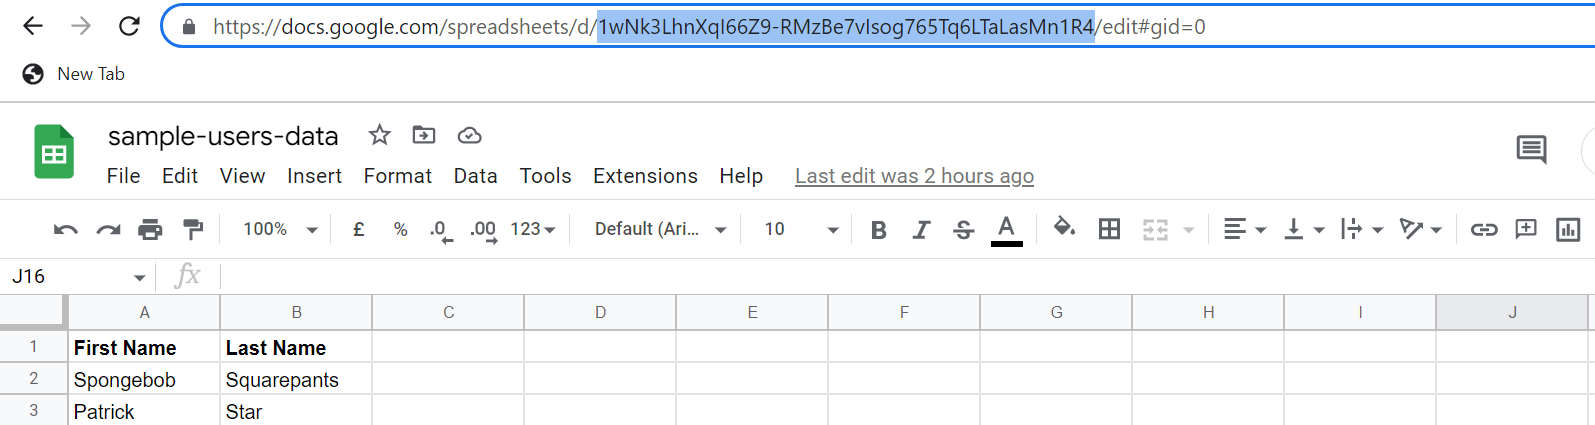 https://docs.google.com/spreadsheets/d/1wNk3LhnXqI66Z9-RMzBe7vIsog765Tq6LTaLasMn1R4/edit#gid=0
New Tab
sample-users-data
File Edit View Insert Format Data Tools Extensions Help Last edit was 2 hours ago
100% £ % .0 .00 123 Default (Ari... 10 B I S A
J16 fx
A B C D E F G H I J
1 First Name Last Name
2 Spongebob Squarepants
3 Patrick Star